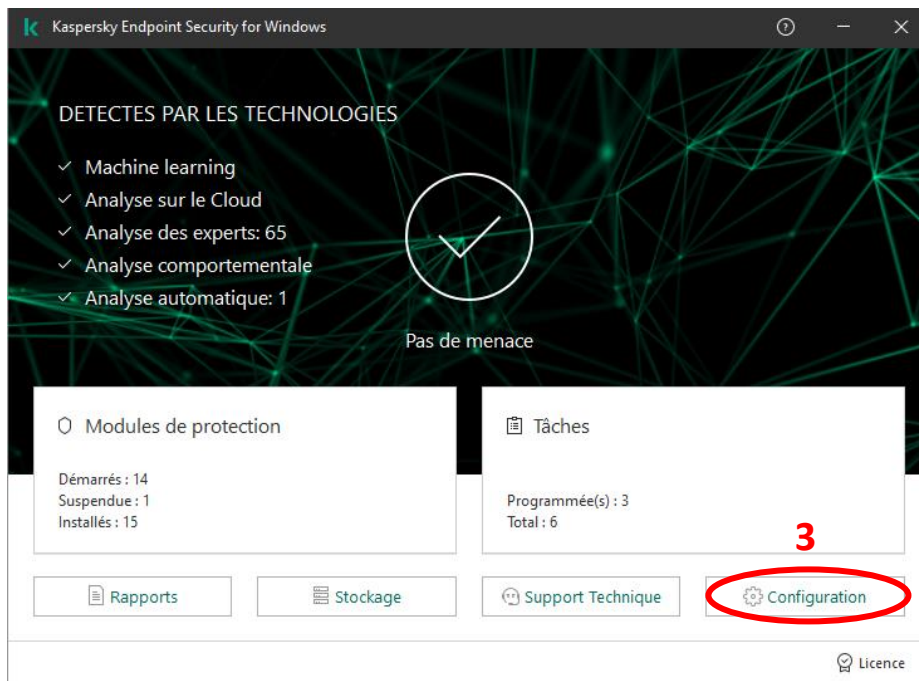 Kaspersky Endpoint Security for Windows
DETECTES PAR LES TECHNOLOGIES
Machine learning
Analyse sur le Cloud
Analyse des experts: 65
Analyse comportementale
Analyse automatique: 1
Pas de menace
Modules de protection
Démarrés : 14
Suspendue : 1
Installés : 15
Tâches
Programmée(s) : 3
Total : 6
3
Rapports
Stockage
Support Technique
Configuration
Licence